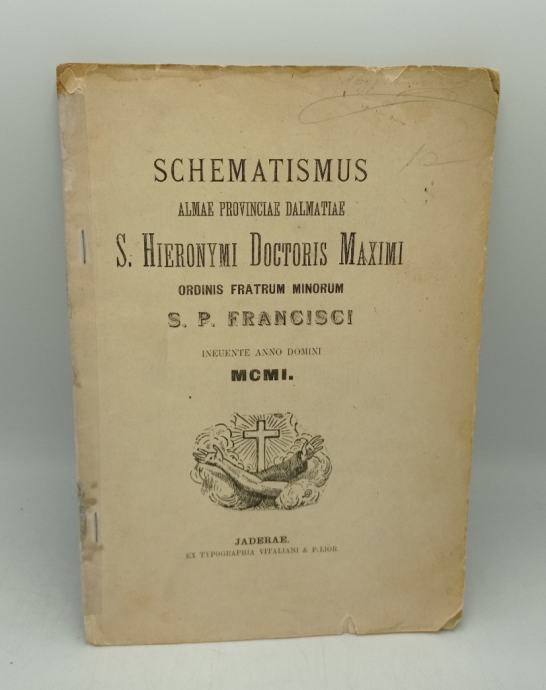 SCHEMATISMUS
ALMAE PROVINCIAE DALMATIAE
S. HIERONYMI DOCTORIS MAXIMI
ORDINIS FRATRUM MINORUM
S. P. FRANCISCI
INEUENTE ANNO DOMINI
MCMI.
JADERAE.
EX TYPOGRAPHIA VITALIANI &